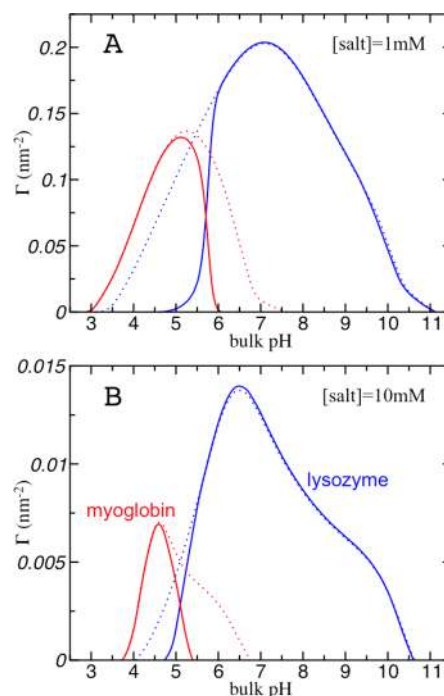 A
[salt]=1mM
Γ (nm⁻²)
0.2
0.15
0.1
0.05
0
3 4 5 6 7 8 9 10 11
bulk pH
B
[salt]=10mM
Γ (nm⁻²)
0.015
0.01
0.005
0
myoglobin
lysozyme
3 4 5 6 7 8 9 10 11
bulk pH